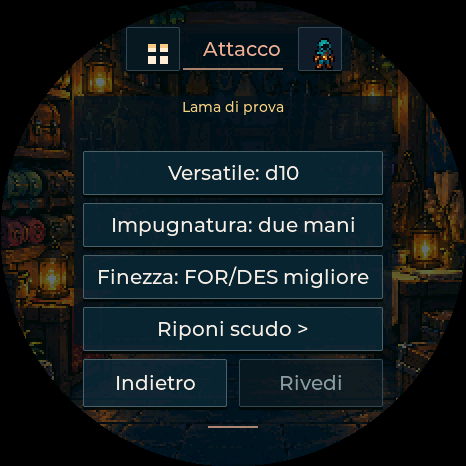 Attacco
Lama di prova
Versatile: d10
Impugnatura: due mani
Finezza: FOR/DES migliore
Riponi scudo >
Indietro
Rivedi